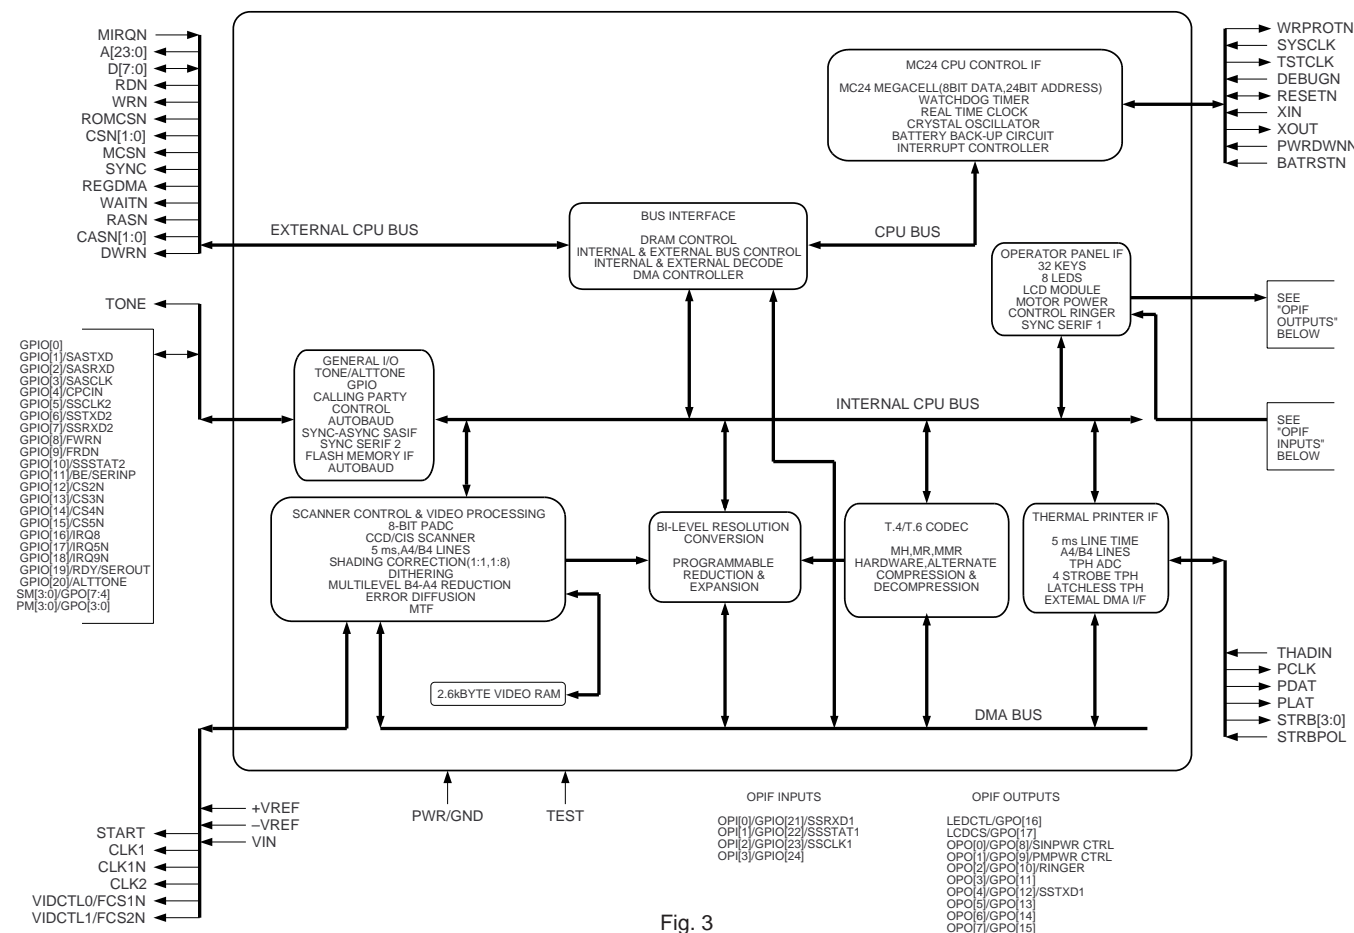 MIRQN
A[23:0]
D[7:0]
RDN
WRN
ROMCSN
CSN[1:0]
MCSN
SYNC
REGDMA
WAITN
RASN
CASN[1:0]
DWRN
EXTERNAL CPU BUS
MC24 CPU CONTROL IF
MC24 MEGACELL(8BIT DATA,24BIT ADDRESS)
WATCHDOG TIMER
REAL TIME CLOCK
CRYSTAL OSCILLATOR
BATTERY BACK-UP CIRCUIT
INTERRUPT CONTROLLER
WRPROTN
SYSCLK
TSTCLK
DEBUGN
RESETN
XIN
XOUT
PWRDWNN
BATRSTN
BUS INTERFACE
DRAM CONTROL
INTERNAL & EXTERNAL BUS CONTROL
INTERNAL & EXTERNAL DECODE
DMA CONTROLLER
CPU BUS
OPERATOR PANEL IF
32 KEYS
8 LEDS
LCD MODULE
MOTOR POWER
CONTROL RINGER
SYNC SERIF 1
SEE
"OPIF
OUTPUTS"
BELOW
SEE
"OPIF
INPUTS"
BELOW
TONE
GPIO[0]
GPIO[1]/SASTXD
GPIO[2]/SASRXD
GPIO[3]/SASCLK
GPIO[4]/CPCIN
GPIO[5]/SSCLK2
GPIO[6]/SSTXD2
GPIO[7]/SSRXD2
GPIO[8]/FWRN
GPIO[9]/FRDN
GPIO[10]/SSSTAT2
GPIO[11]/BE/SERINP
GPIO[12]/CS2N
GPIO[13]/CS3N
GPIO[14]/CS4N
GPIO[15]/CS5N
GPIO[16]/IRQ8
GPIO[17]/IRQ5N
GPIO[18]/IRQ9N
GPIO[19]/RDY/SEROUT
GPIO[20]/ALTTONE
SM[3:0]/GPO[7:4]
PM[3:0]/GPO[3:0]
GENERAL I/O
TONE/ALTTONE
GPIO
CALLING PARTY
CONTROL
AUTOBAUD
SYNC-ASYNC SASIF
SYNC SERIF 2
FLASH MEMORY IF
AUTOBAUD
INTERNAL CPU BUS
SCANNER CONTROL & VIDEO PROCESSING
8-BIT PADC
CCD/CIS SCANNER
5 ms,A4/B4 LINES
SHADING CORRECTION(1:1,1:8)
DITHERING
MULTILEVEL B4-A4 REDUCTION
ERROR DIFFUSION
MTF
BI-LEVEL RESOLUTION
CONVERSION
PROGRAMMABLE
REDUCTION &
EXPANSION
T.4/T.6 CODEC
MH,MR,MMR
HARDWARE,ALTERNATE
COMPRESSION &
DECOMPRESSION
THERMAL PRINTER IF
5 ms LINE TIME
A4/B4 LINES
TPH ADC
4 STROBE TPH
LATCHLESS TPH
EXTEMAL DMA I/F
2.6kBYTE VIDEO RAM
DMA BUS
THADIN
PCLK
PDAT
PLAT
STRB[3:0]
STRBPOL
+VREF
–VREF
VIN
START
CLK1
CLK1N
CLK2
VIDCTL0/FCS1N
VIDCTL1/FCS2N
PWR/GND
TEST
OPIF INPUTS
OPI[0]/GPIO[21]/SSRXD1
OPI[1]/GPIO[22]/SSSTAT1
OPI[2]/GPIO[23]/SSCLK1
OPI[3]/GPIO[24]
OPIF OUTPUTS
LEDCTL/GPO[16]
LCDCS/GPO[17]
OPO[0]/GPO[8]/SINPWR CTRL
OPO[1]/GPO[9]/PMPWR CTRL
OPO[2]/GPO[10]/RINGER
OPO[3]/GPO[11]
OPO[4]/GPO[12]/SSTXD1
OPO[5]/GPO[13]
OPO[6]/GPO[14]
OPO[7]/GPO[15]
Fig. 3